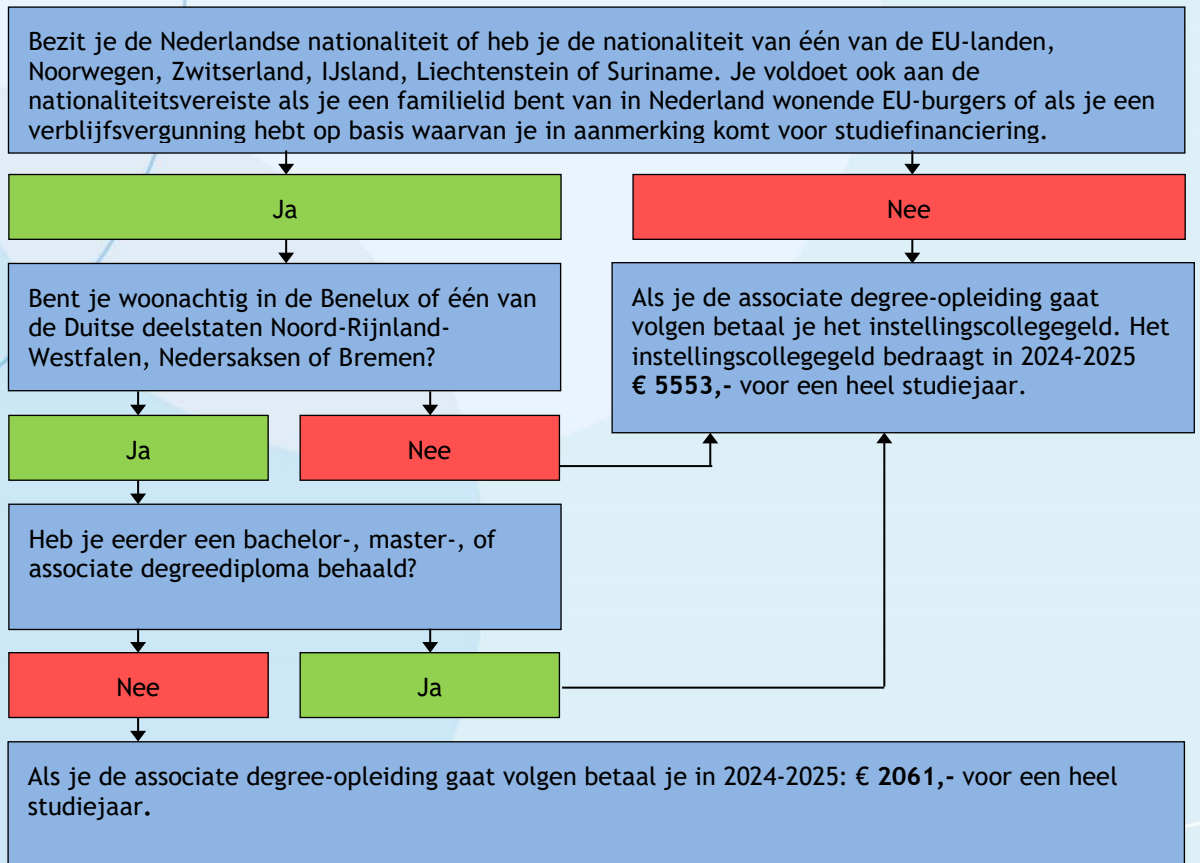 Bezit je de Nederlandse nationaliteit of heb je de nationaliteit van één van de EU-landen,
Noorwegen, Zwitserland, IJsland, Liechtenstein of Suriname. Je voldoet ook aan de
nationaliteitsvereiste als je een familielid bent van in Nederland wonende EU-burgers of als je een
verblijfsvergunning hebt op basis waarvan je in aanmerking komt voor studiefinanciering.
Ja
Nee
Bent je woonachtig in de Benelux of één van
de Duitse deelstaten Noord-Rijnland-
Westfalen, Nedersaksen of Bremen?
Als je de associate degree-opleiding gaat
volgen betaal je het instellingscollegegeld. Het
instellingscollegegeld bedraagt in 2024-2025
€ 5553,- voor een heel studiejaar.
Ja
Nee
Heb je eerder een bachelor-, master-, of
associate degreediploma behaald?
Nee
Ja
Als je de associate degree-opleiding gaat volgen betaal je in 2024-2025: € 2061,- voor een heel
studiejaar.